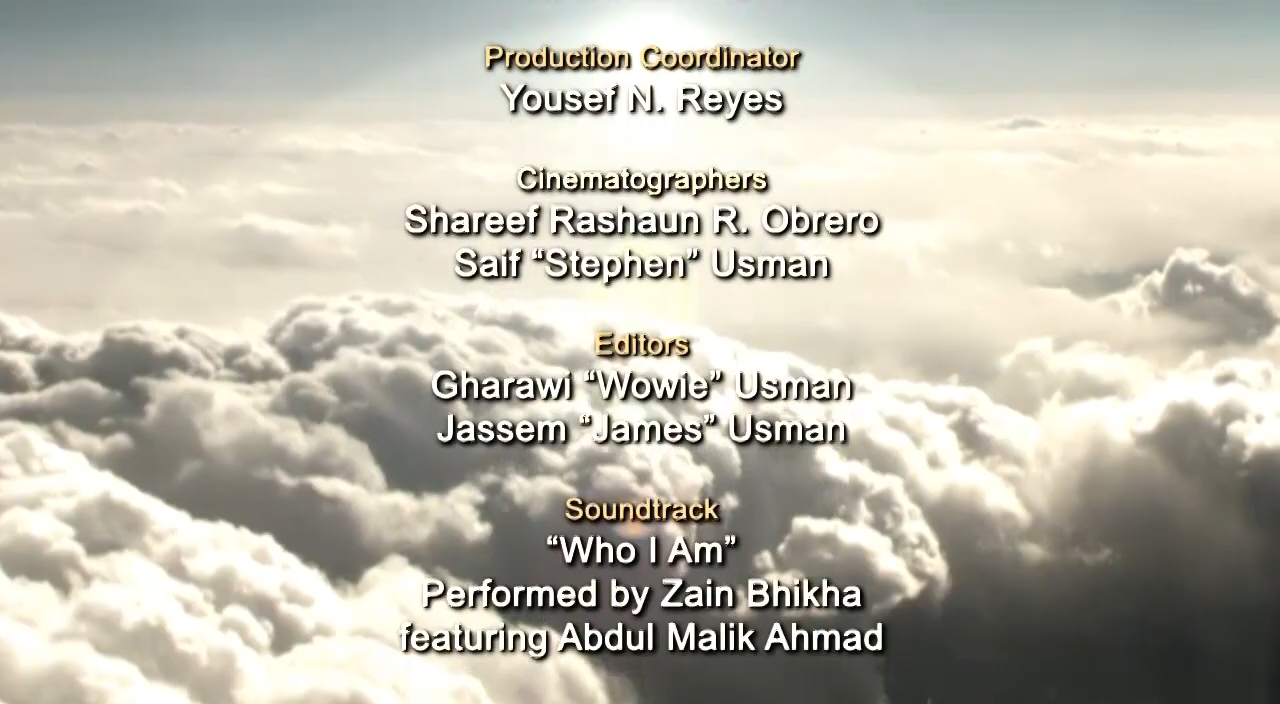 Production Coordinator
Yousef N. Reyes
Cinematographers
Shareef Rashaun R. Obrero
Saif “Stephen” Usman
Editors
Gharawi “Wowie” Usman
Jassem “James” Usman
Soundtrack
“Who I Am”
Performed by Zain Bhikha
featuring Abdul Malik Ahmad